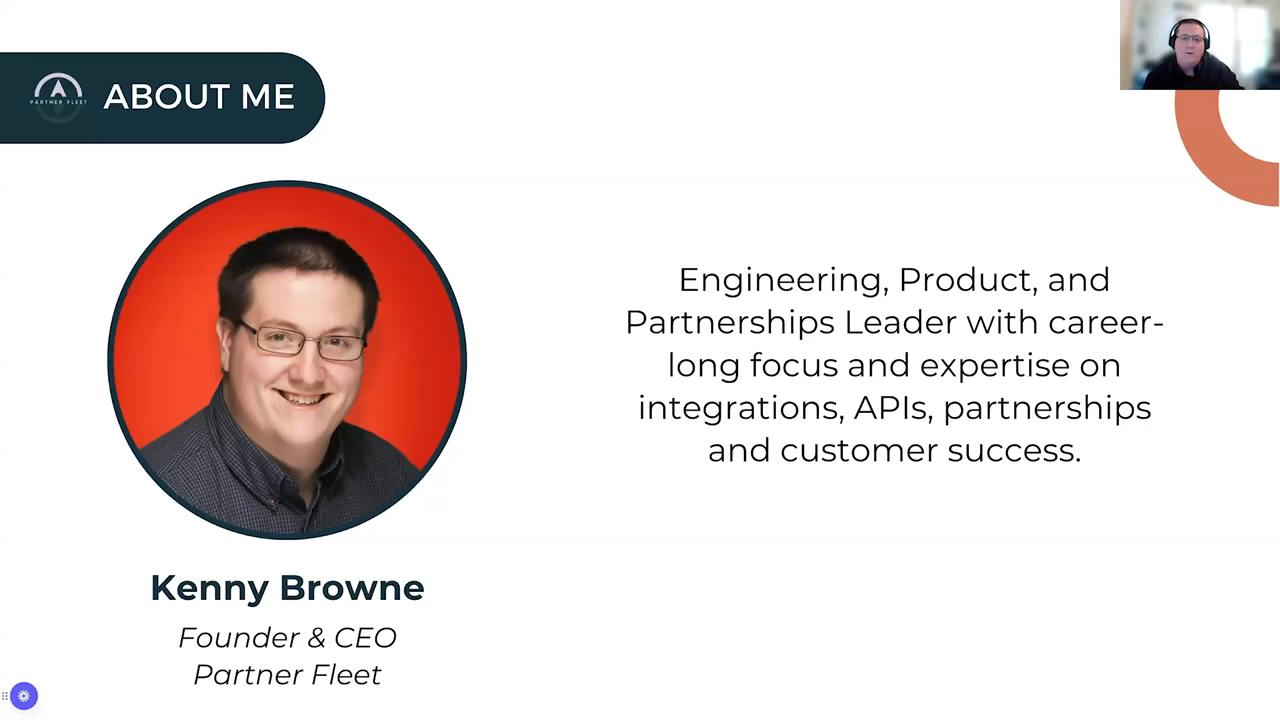 PARTNER FLEET
ABOUT ME
Engineering, Product, and
Partnerships Leader with career-
long focus and expertise on
integrations, APIs, partnerships
and customer success.
Kenny Browne
Founder & CEO
Partner Fleet